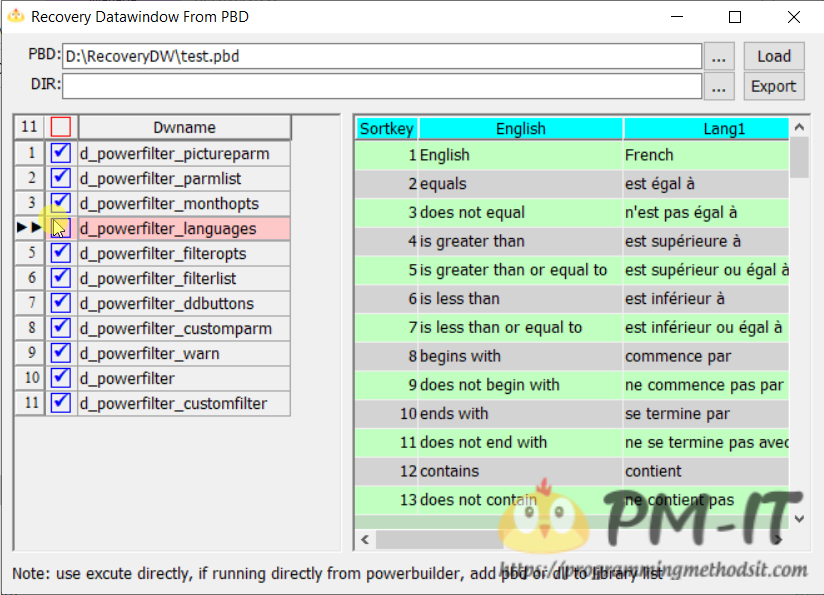 Recovery Datawindow From PBD
PBD: D:\RecoveryDW\test.pbd ... Load
DIR: ... Export
11 Dwname
1 d_powerfilter_pictureparm
2 d_powerfilter_parmlist
3 d_powerfilter_monthopts
d_powerfilter_languages
5 d_powerfilter_filteropts
6 d_powerfilter_filterlist
7 d_powerfilter_ddbuttons
8 d_powerfilter_customparm
9 d_powerfilter_warn
10 d_powerfilter
11 d_powerfilter_customfilter
Sortkey English Lang1
1 English French
2 equals est égal à
3 does not equal n'est pas égal à
4 is greater than est supérieure à
5 is greater than or equal to est supérieur ou égal à
6 is less than est inférieur à
7 is less than or equal to est inférieur ou égal à
8 begins with commence par
9 does not begin with ne commence pas par
10 ends with se termine par
11 does not end with ne se termine pas avec
12 contains contient
13 does not contain ne contient pas
PM-IT
https://programmingmethodsit.com
Note: use excute directly, if running directly from powerbuilder, add pbd or dll to library list